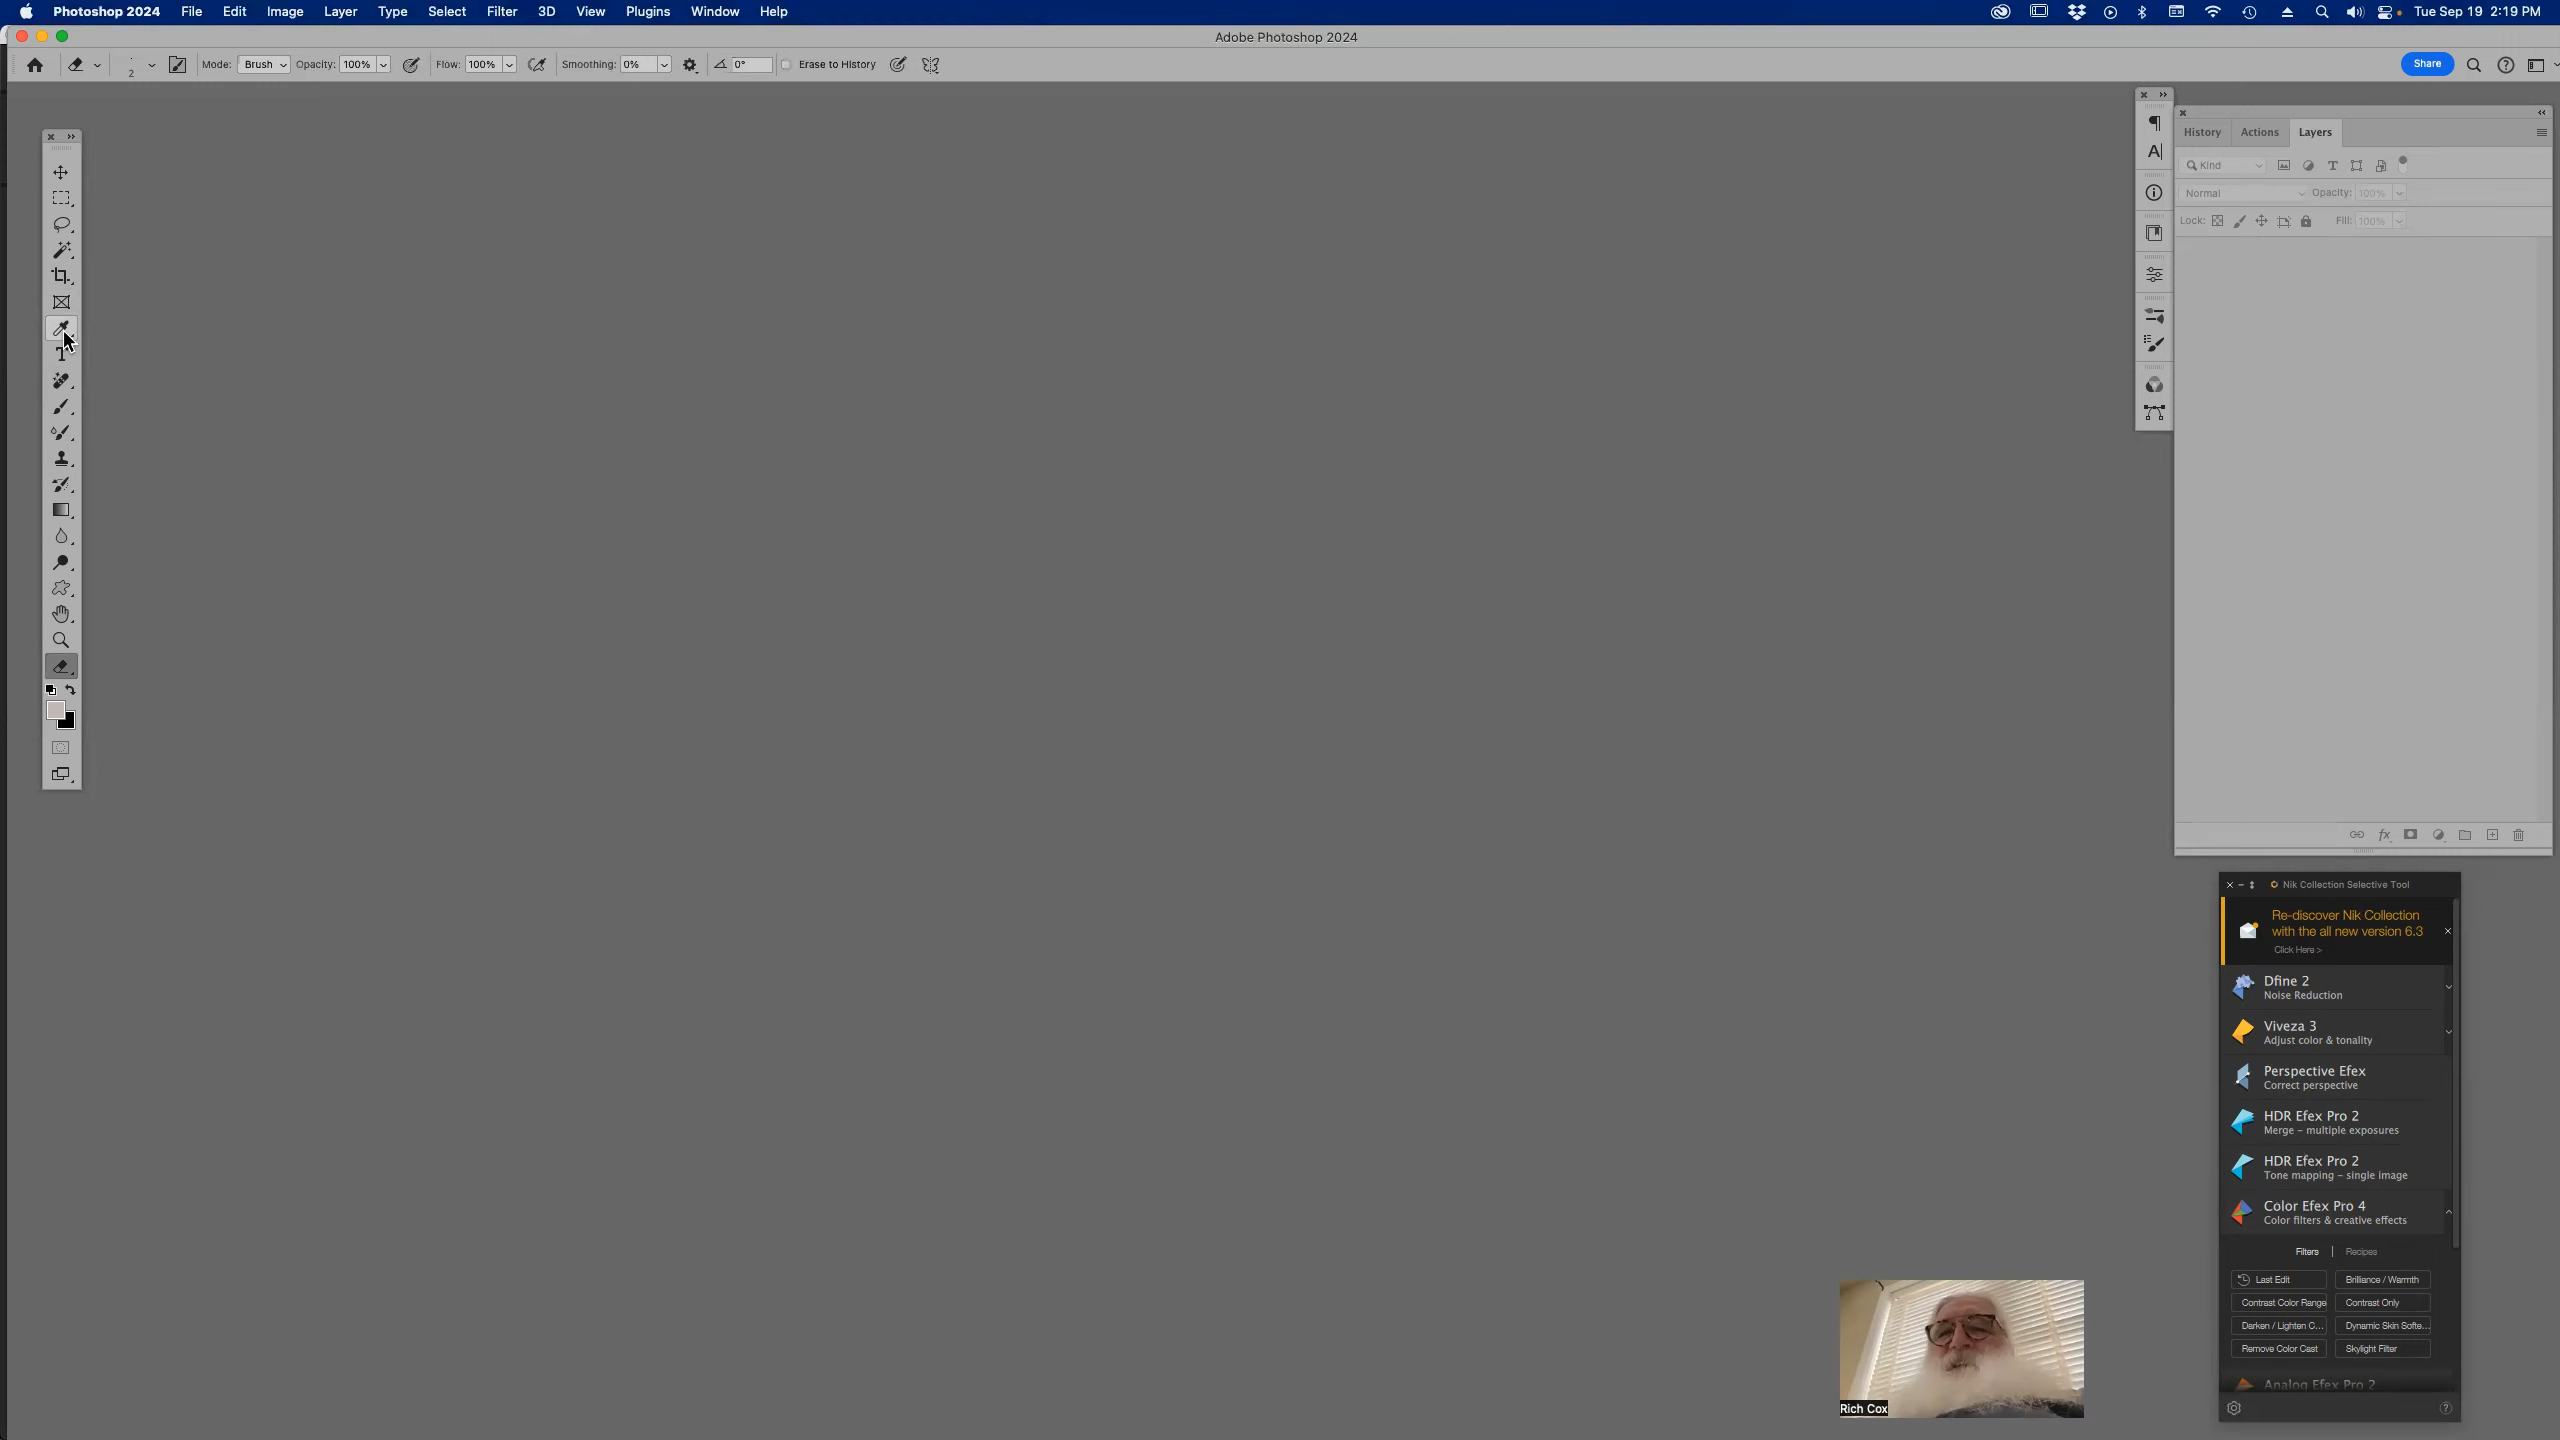 Photoshop 2024 File Edit Image Layer Type Select Filter 3D View Plugins Window Help Tue Sep 19 2:19 PM
Adobe Photoshop 2024
2 Mode: Brush Opacity: 100% Flow: 100% Smoothing: 0% 0° Erase to History Share
History Actions Layers
Kind
Normal Opacity: 100%
Lock: Fill: 100%
Nik Collection Selective Tool
Re-discover Nik Collection
with the all new version 6.3
Click Here >
Dfine 2
Noise Reduction
Viveza 3
Adjust color & tonality
Perspective Efex
Correct perspective
HDR Efex Pro 2
Merge – multiple exposures
HDR Efex Pro 2
Tone mapping – single image
Color Efex Pro 4
Color filters & creative effects
Filters | Recipes
Last Edit Brilliance / Warmth
Contrast Color Range Contrast Only
Darken / Lighten C... Dynamic Skin Softe...
Remove Color Cast Skylight Filter
Analog Efex Pro 2
Rich Cox